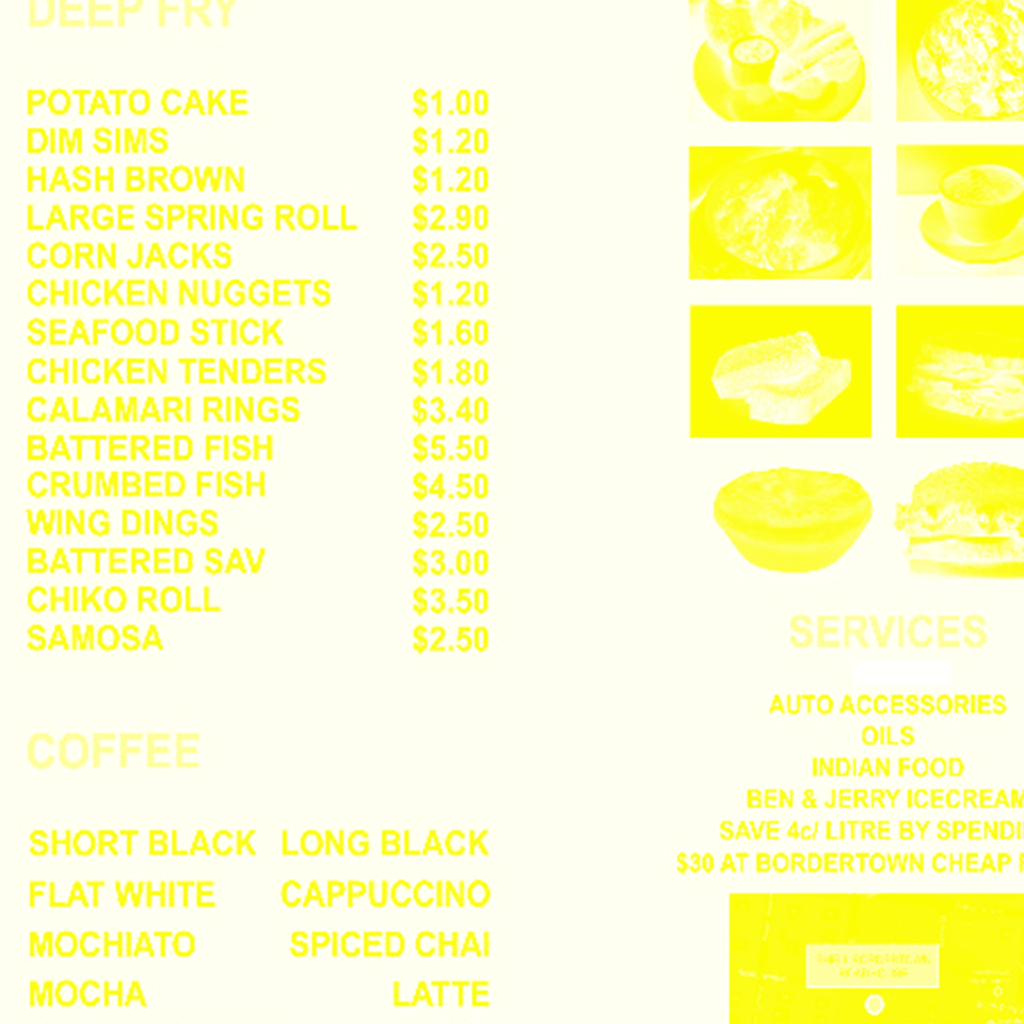 DEEP FRY
POTATO CAKE $1.00
DIM SIMS $1.20
HASH BROWN $1.20
LARGE SPRING ROLL $2.90
CORN JACKS $2.50
CHICKEN NUGGETS $1.20
SEAFOOD STICK $1.60
CHICKEN TENDERS $1.80
CALAMARI RINGS $3.40
BATTERED FISH $5.50
CRUMBED FISH $4.50
WING DINGS $2.50
BATTERED SAV $3.00
CHIKO ROLL $3.50
SAMOSA $2.50
COFFEE
SHORT BLACK LONG BLACK
FLAT WHITE CAPPUCCINO
MOCHIATO SPICED CHAI
MOCHA LATTE
SERVICES
AUTO ACCESSORIES
OILS
INDIAN FOOD
BEN & JERRY ICECREAM
SAVE 4c/ LITRE BY SPENDI
$30 AT BORDERTOWN CHEAP